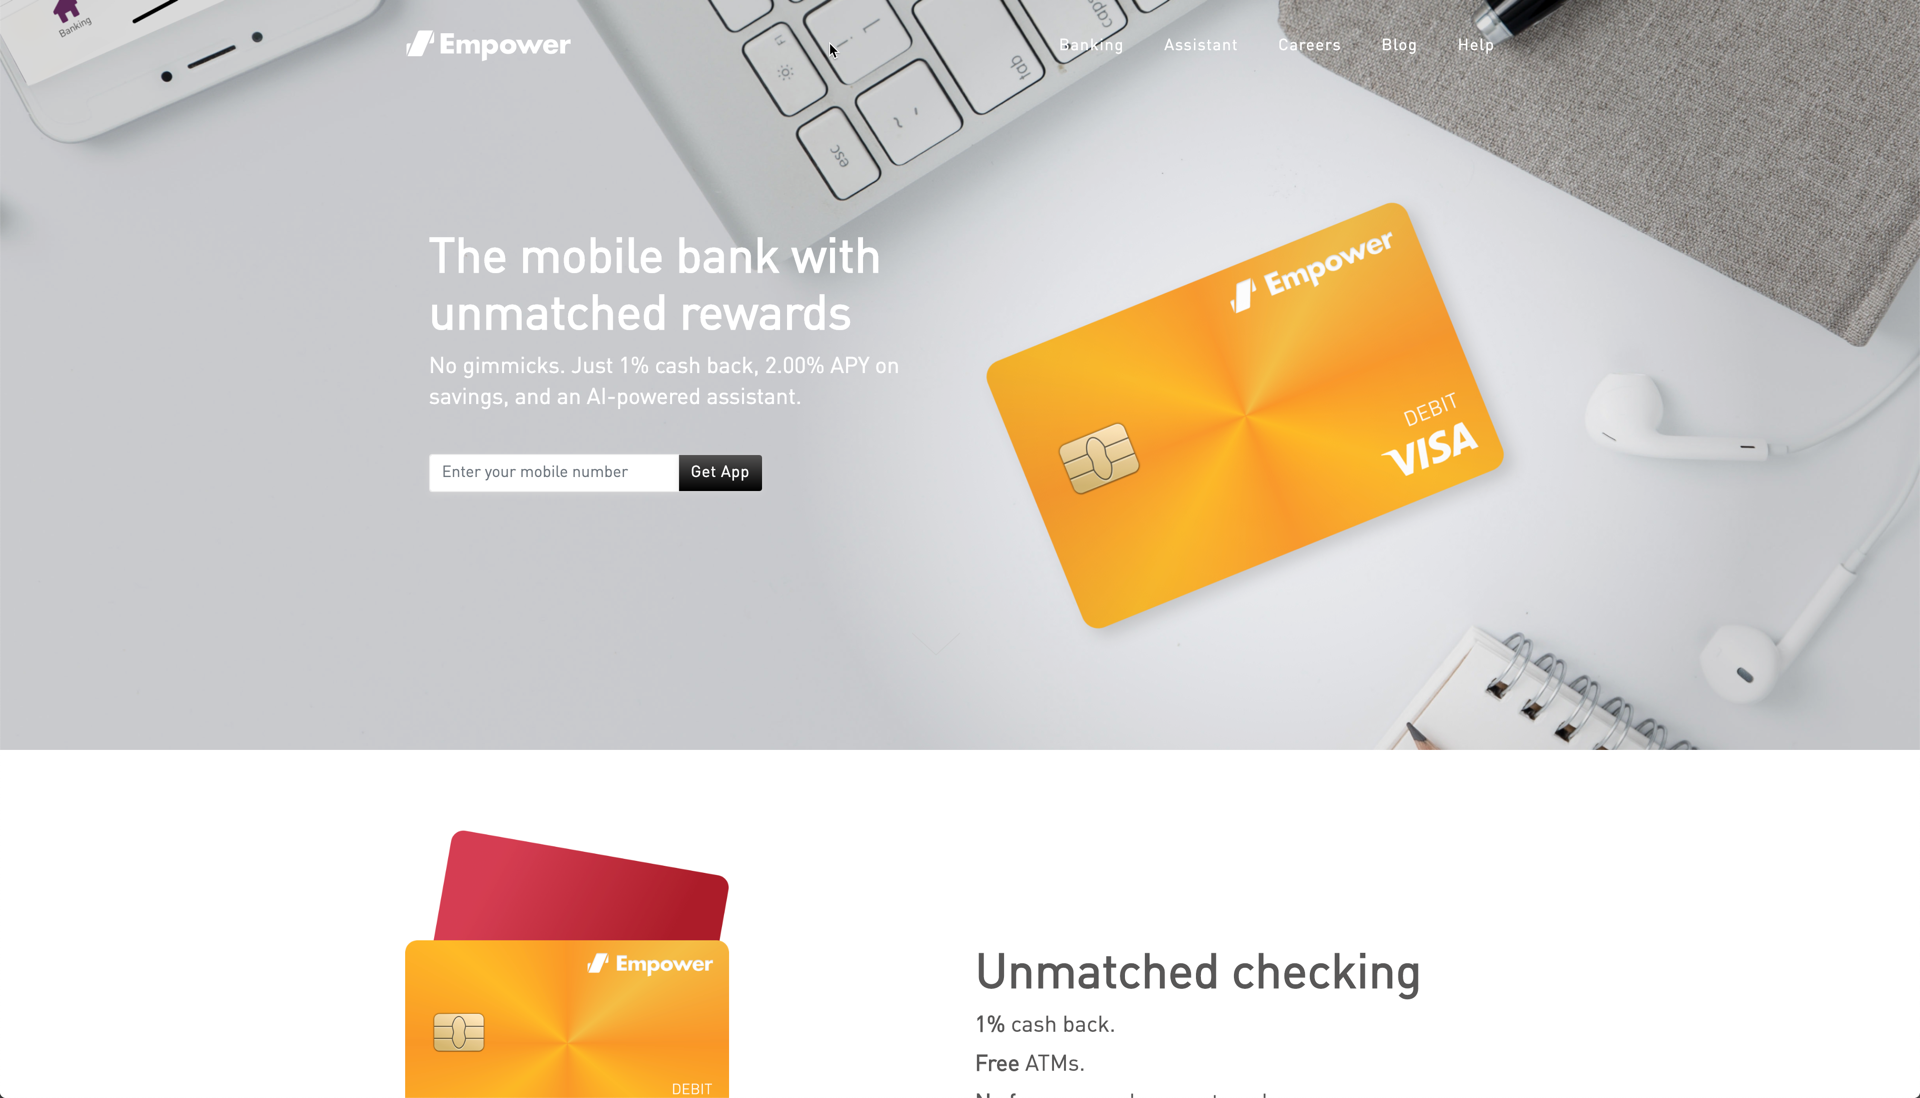 Banking
Empower
Banking
Assistant
Careers
Blog
Help
F1
caps
tab
~
esc
The mobile bank with
unmatched rewards
No gimmicks. Just 1% cash back, 2.00% APY on
savings, and an AI-powered assistant.
Enter your mobile number
Get App
Empower
DEBIT
VISA
Empower
DEBIT
Unmatched checking
1% cash back.
Free ATMs.